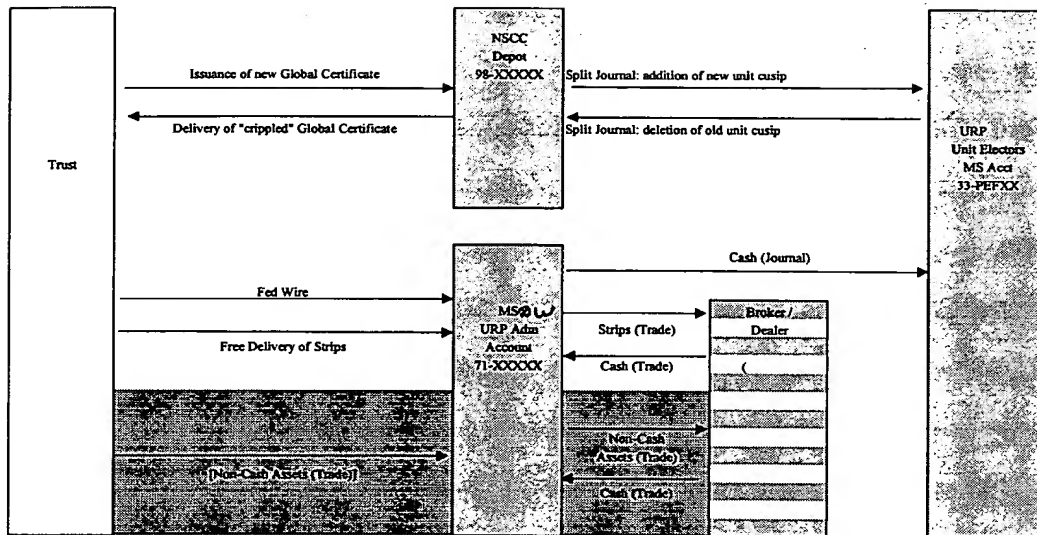 NSCC
Depot
98-XXXXX
Issuance of new Global Certificate
Split Journal: addition of new unit cusip
Delivery of "crippled" Global Certificate
Split Journal: deletion of old unit cusip
Trust
URP
Unit Electors
MS Acct
33-PEFXX
Cash (Journal)
Fed Wire
URP Adm
Account
71-XXXXX
Free Delivery of Strips
Strips (Trade)
Broker /
Dealer
Cash (Trade)
(
Non-Cash
Assets (Trade)
[Non-Cash Assets (Trade)]
Cash (Trade)